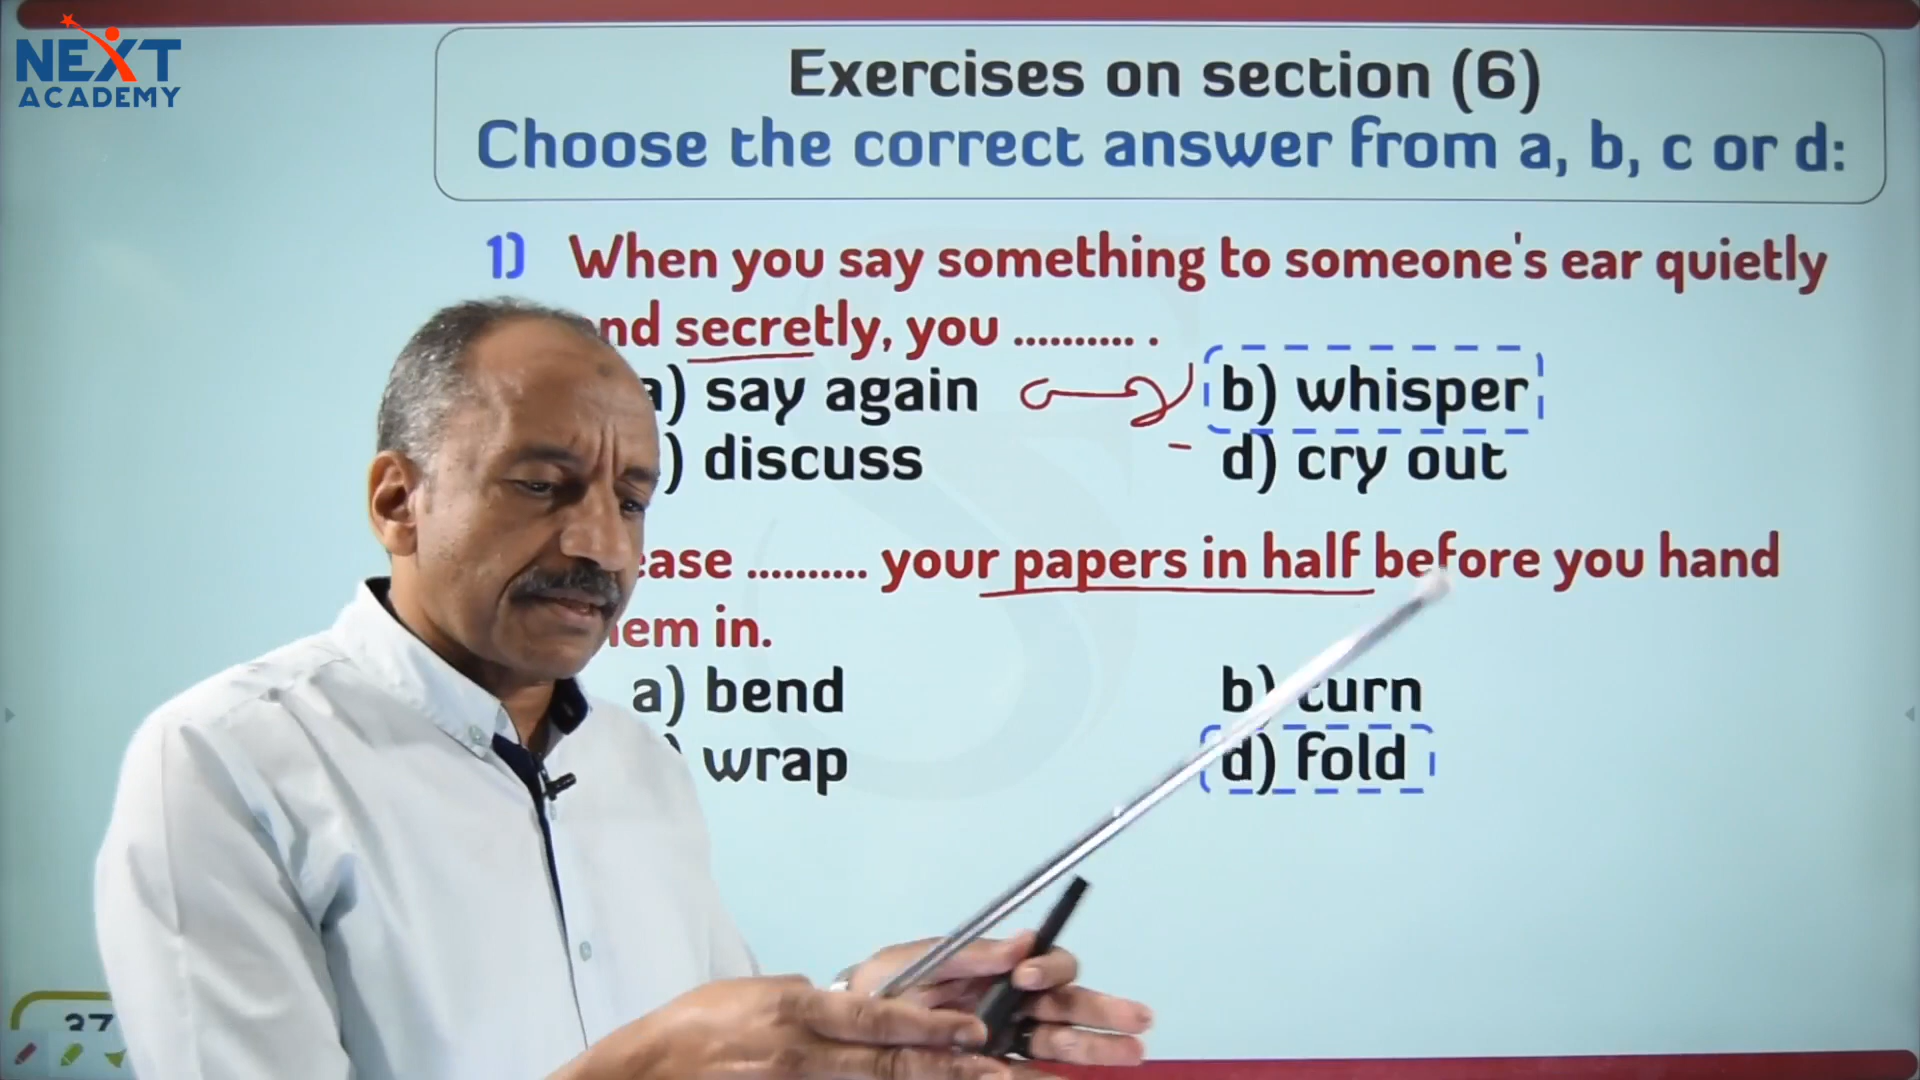 NEXT
ACADEMY
Exercises on section (6)
Choose the correct answer from a, b, c or d:
1) When you say something to someone's ear quietly
nd secretly, you .......... .
a) say again b) whisper
) discuss d) cry out
ease .......... your papers in half before you hand
em in.
a) bend b) turn
) wrap d) fold
37